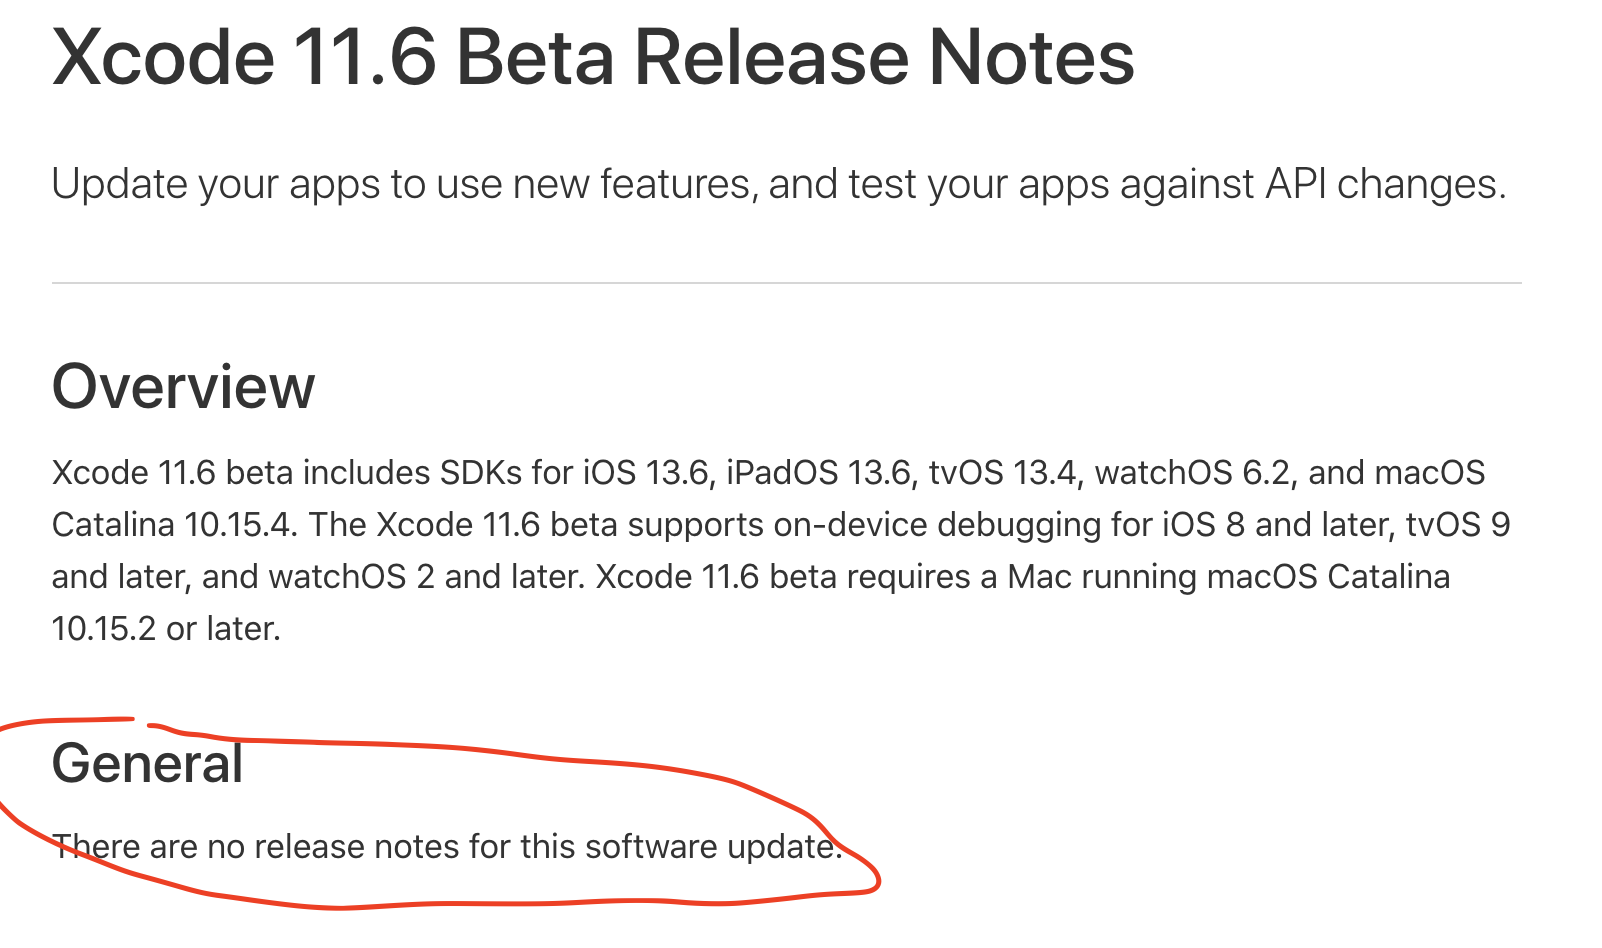 Xcode 11.6 Beta Release Notes
Update your apps to use new features, and test your apps against API changes.
Overview
Xcode 11.6 beta includes SDKs for iOS 13.6, iPadOS 13.6, tvOS 13.4, watchOS 6.2, and macOS
Catalina 10.15.4. The Xcode 11.6 beta supports on-device debugging for iOS 8 and later, tvOS 9
and later, and watchOS 2 and later. Xcode 11.6 beta requires a Mac running macOS Catalina
10.15.2 or later.
General
There are no release notes for this software update.